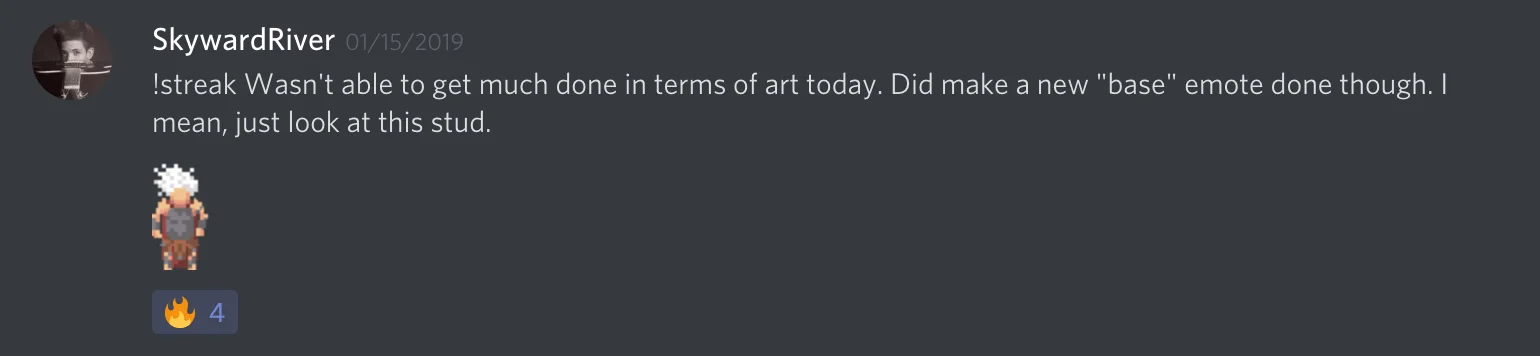 SkywardRiver 01/15/2019
!streak Wasn't able to get much done in terms of art today. Did make a new "base" emote done though. I
mean, just look at this stud.
4